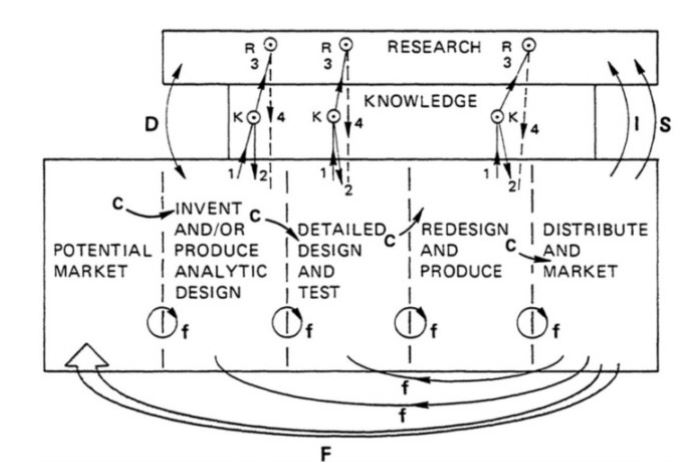 R R RESEARCH R
3 3 3
KNOWLEDGE
D K 4 K 4 K 4 I S
1 2 1 2 1 2
C C C C
POTENTIAL
MARKET
INVENT
AND/OR
PRODUCE
ANALYTIC
DESIGN
DETAILED
DESIGN
AND
TEST
REDESIGN
AND
PRODUCE
DISTRIBUTE
AND
MARKET
f f f f
f
f
F